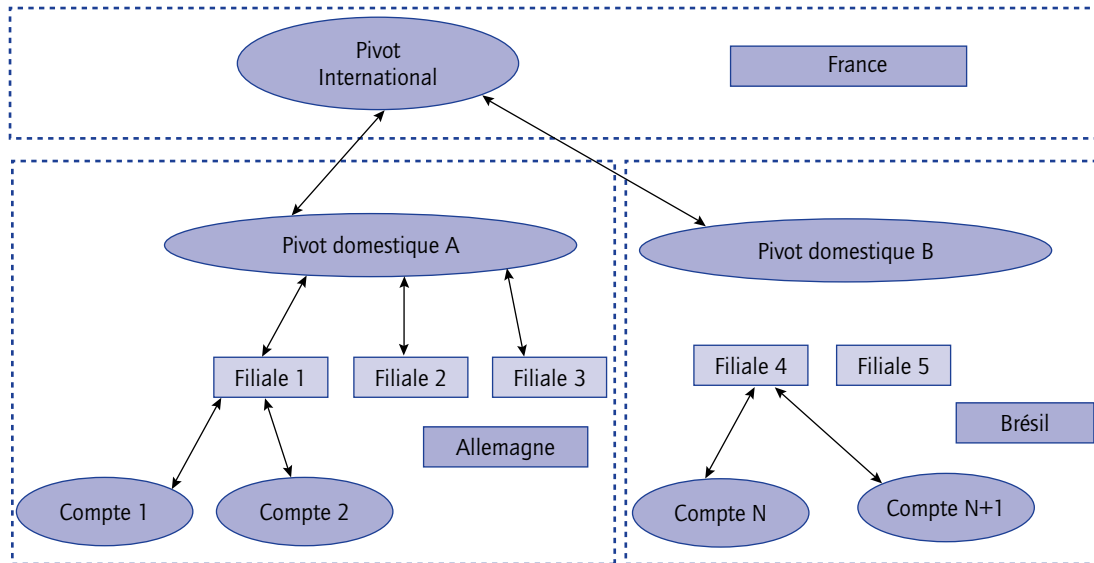 Pivot
International
France
Pivot domestique A
Pivot domestique B
Filiale 1
Filiale 2
Filiale 3
Filiale 4
Filiale 5
Allemagne
Brésil
Compte 1
Compte 2
Compte N
Compte N+1